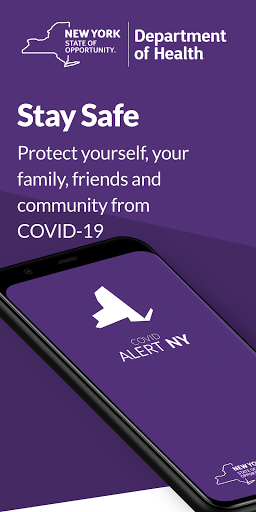 NEW YORK
STATE OF
OPPORTUNITY.
Department
of Health
Stay Safe
Protect yourself, your
family, friends and
community from
COVID-19
COVID
ALERT NY
NEW YORK
STATE OF
OPPORTUNITY.